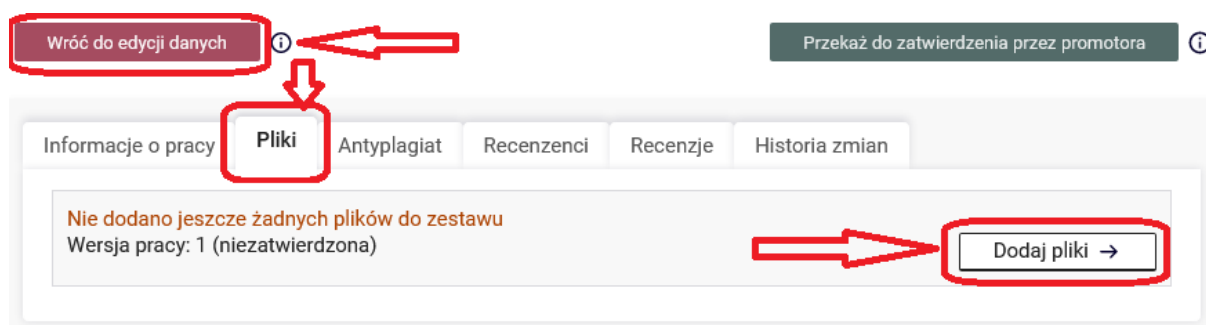 Wróć do edycji danych
Przekaż do zatwierdzenia przez promotora
Informacje o pracy
Pliki
Antyplagiat
Recenzenci
Recenzje
Historia zmian
Nie dodano jeszcze żadnych plików do zestawu
Wersja pracy: 1 (niezatwierdzona)
Dodaj pliki →